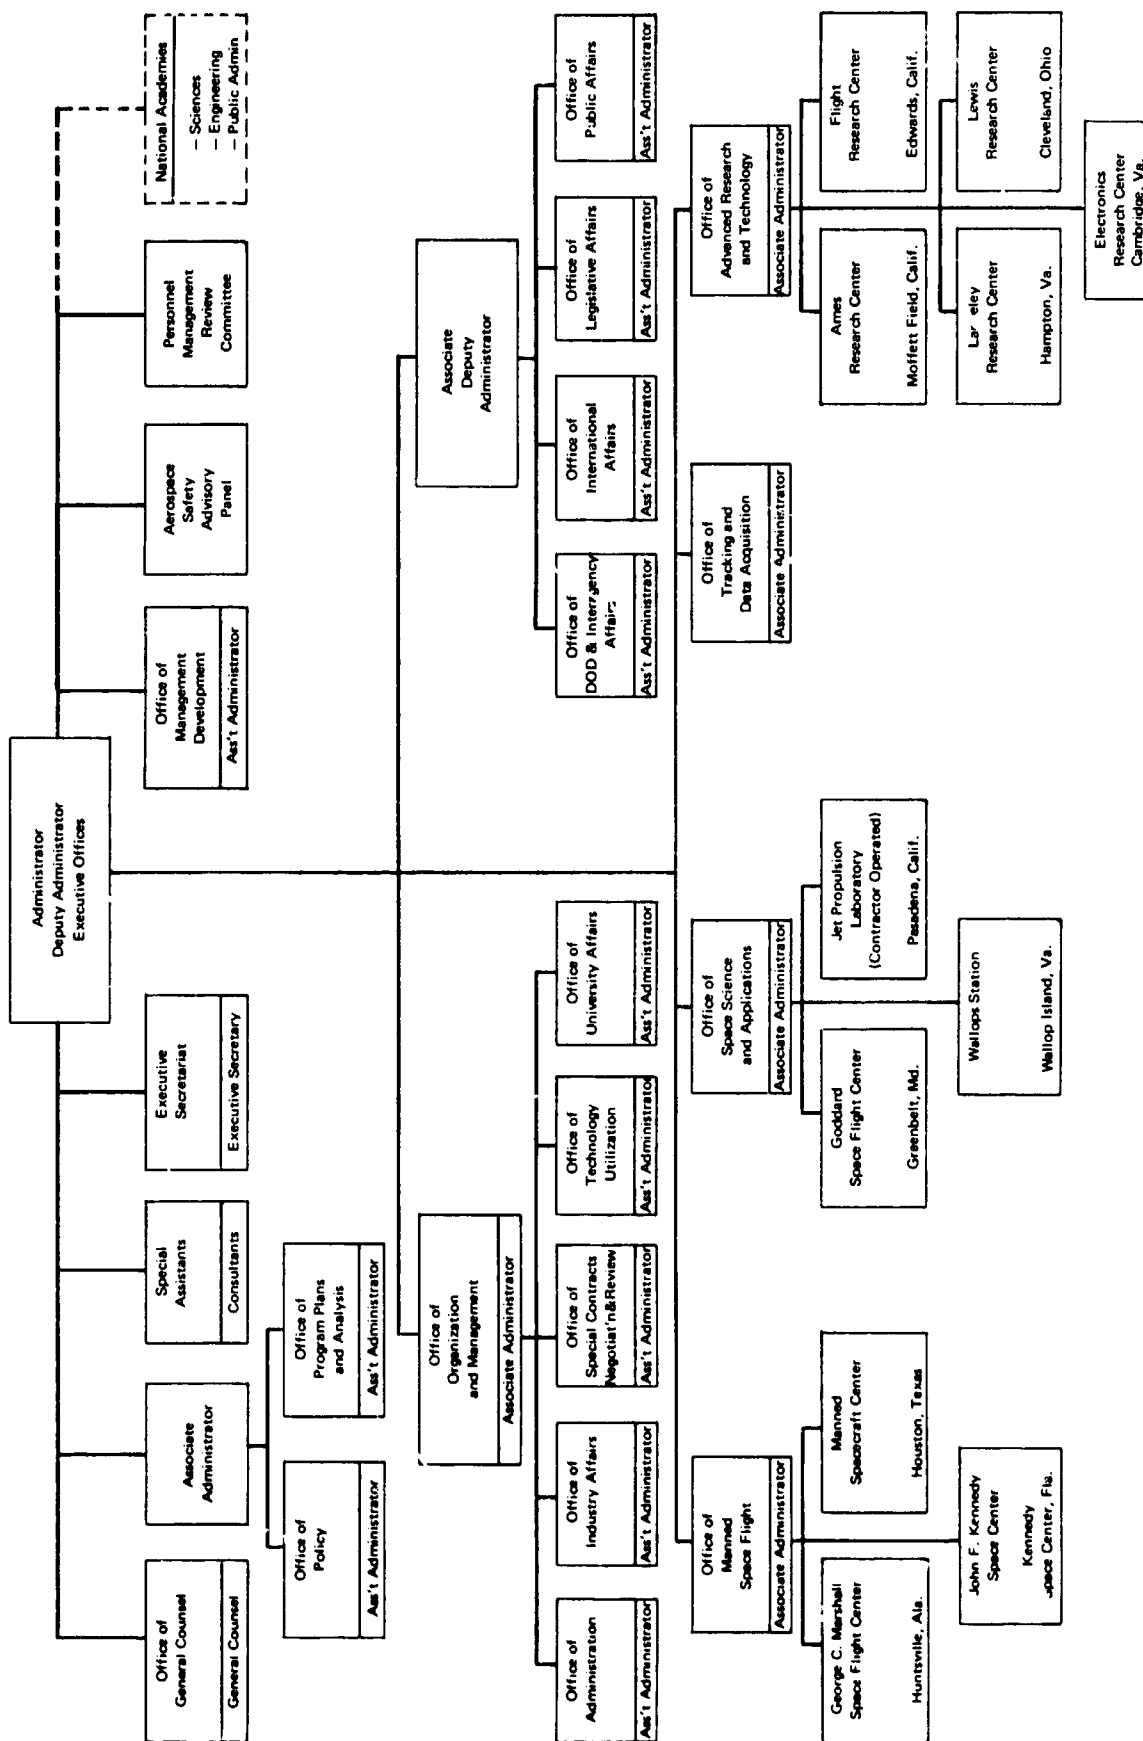 Administrator
Deputy Administrator
Executive Offices
Office of
General Counsel
General Counsel
Associate
Administrator
Special
Assistants
Consultants
Executive
Secretariat
Executive Secretary
Office of
Management
Development
Ass't Administrator
Aerospace
Safety
Advisory
Panel
Personnel
Management
Review
Committee
National Academies
— Sciences
— Engineering
— Public Admin
Office of
Policy
Ass't Administrator
Office of
Program Plans
and Analysis
Ass't Administrator
Office of
Organization
and Management
Associate Administrator
Associate
Deputy
Administrator
Office of
Administration
Ass't Administrator
Office of
Industry Affairs
Ass't Administrator
Office of
Special Contracts
Negotiat'n&Review
Ass't Administrator
Office of
Technology
Utilization
Ass't Administrator
Office of
University Affairs
Ass't Administrator
Office of
DOD &
Affairs
Ass't Administrator
Office of
International
Affairs
Ass't Administrator
Office of
Legislative Affairs
Ass't Administrator
Office of
Public Affairs
Ass't Administrator
Office of
Manned
Space Flight
Associate Administrator
Office of
Space Science
and Applications
Associate Administrator
Office of
Tracking and
Data Acquisition
Associate Administrator
Office of
Advanced Research
and Technology
Associate Administrator
George C. Marshall
Space Flight Center
Huntsville, Ala.
Manned
Spacecraft Center
Houston, Texas
Goddard
Space Flight Center
Greenbelt, Md.
Jet Propulsion
Laboratory
(Contractor Operated)
Pasadena, Calif.
Ames
Research Center
Moffett Field, Calif.
Flight
Research Center
Edwards, Calif.
John F. Kennedy
Space Center
Kennedy
Space Center, Fla.
Wallops Station
Wallop Island, Va.
Research Center
Hampton, Va.
Lewis
Research Center
Cleveland, Ohio
Electronics
Research Center
Cambridge, Va.